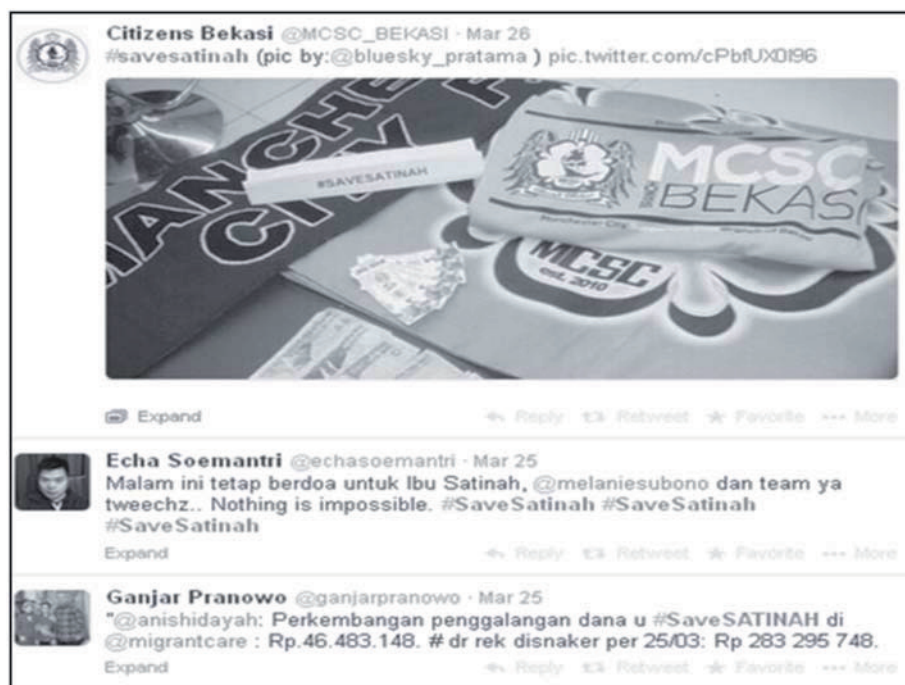 Citizens Bekasi @MCSC_BEKASI · Mar 26
#savesatinah (pic by:@bluesky_pratama ) pic.twitter.com/cPbfUX0I96
MANCHE
CITY
#SAVESATINAH
MCSC
BEKASI
MCSC
est. 2010
Expand
Reply Retweet Favorite More
Echa Soemantri @echasoemantri · Mar 25
Malam ini tetap berdoa untuk Ibu Satinah, @melaniesubono dan team ya
tweechz.. Nothing is impossible. #SaveSatinah #SaveSatinah
#SaveSatinah
Expand
Reply Retweet Favorite More
Ganjar Pranowo @ganjarpranowo · Mar 25
"@anishidayah: Perkembangan penggalangan dana u #SaveSATINAH di
@migrantcare : Rp.46.483.148. # dr rek disnaker per 25/03: Rp 283 295 748.
Expand
Reply Retweet Favorite More